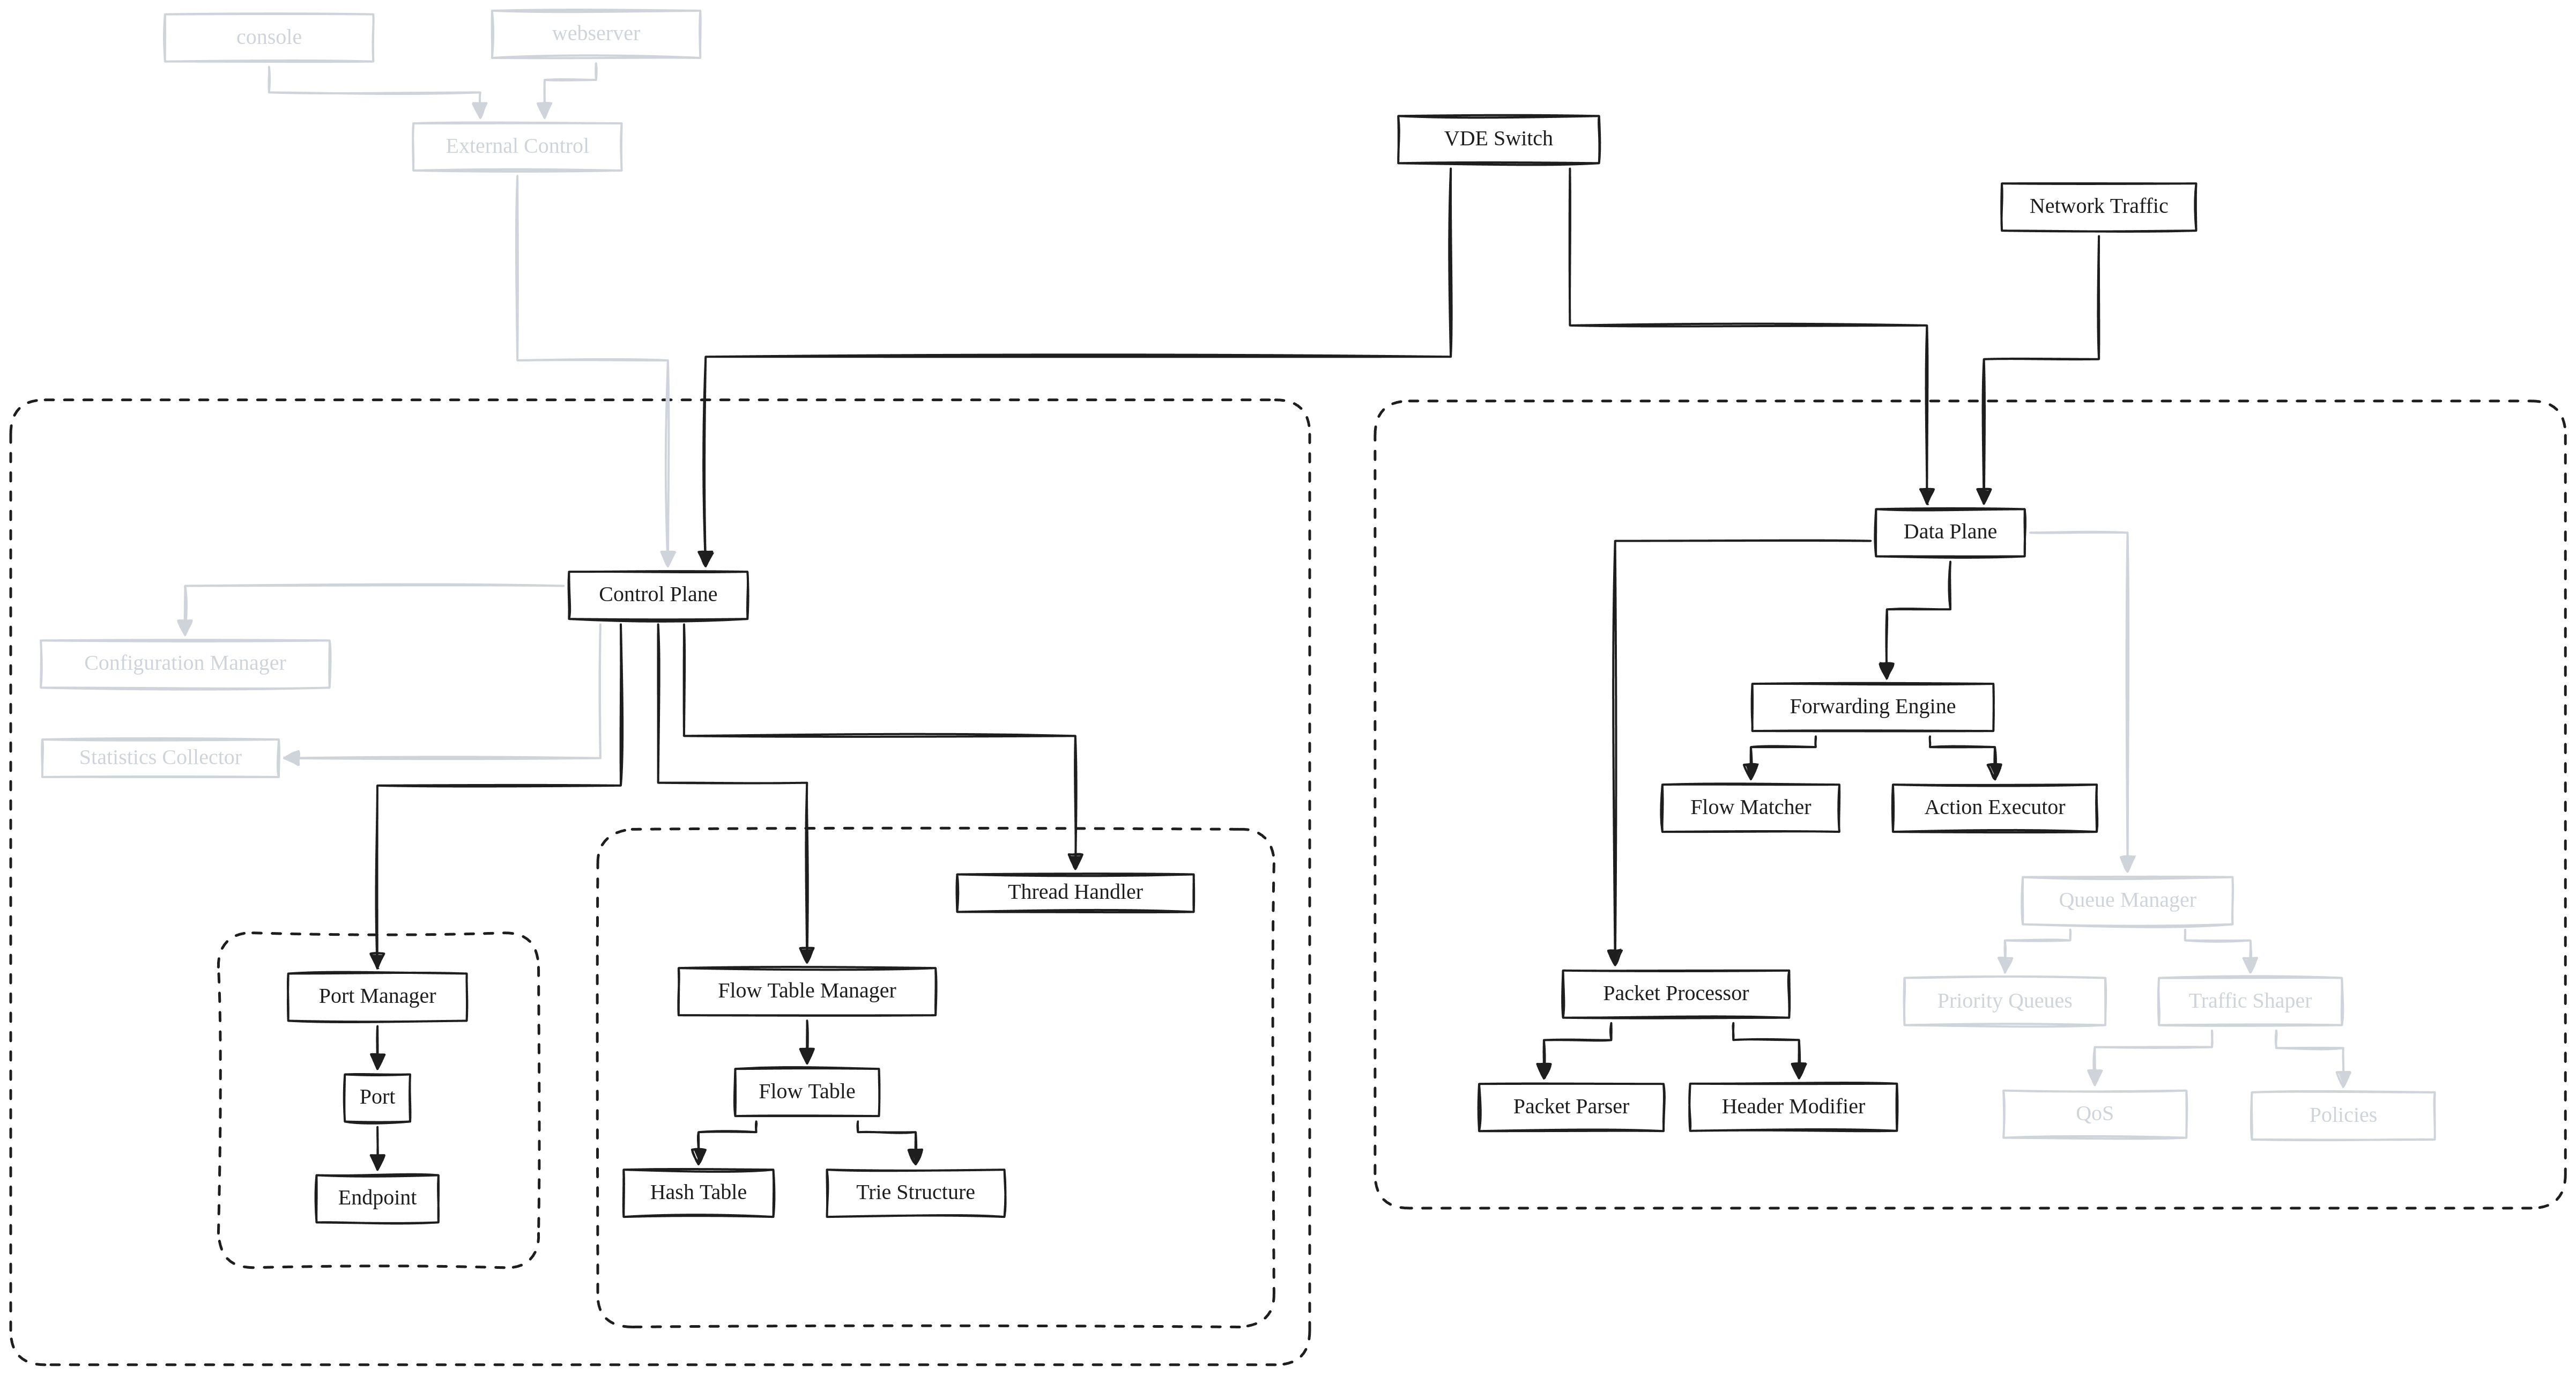 console
webserver
External Control
VDE Switch
Network Traffic
Data Plane
Control Plane
Configuration Manager
Forwarding Engine
Statistics Collector
Flow Matcher
Action Executor
Thread Handler
Queue Manager
Port Manager
Flow Table Manager
Packet Processor
Priority Queues
Traffic Shaper
Port
Flow Table
Packet Parser
Header Modifier
QoS
Policies
Endpoint
Hash Table
Trie Structure